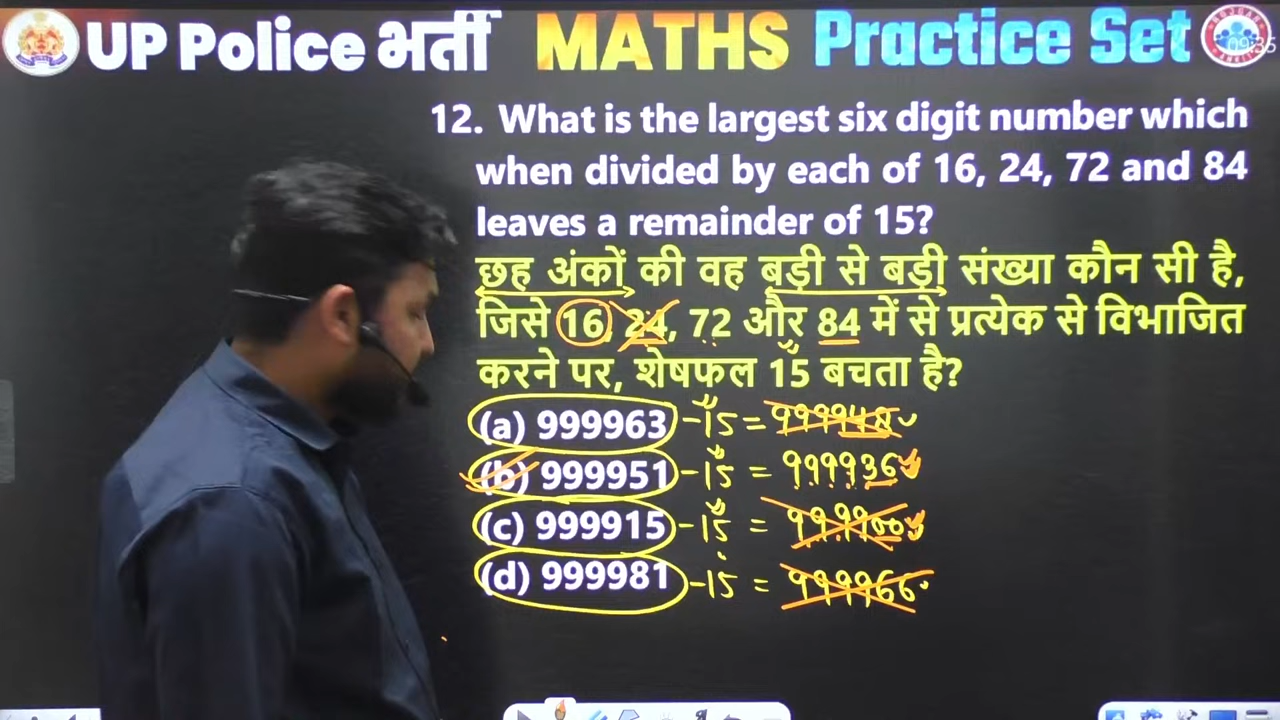 UP Police भर्ती MATHS Practice Set
09:36
12. What is the largest six digit number which
when divided by each of 16, 24, 72 and 84
leaves a remainder of 15?
छह अंकों की वह बड़ी से बड़ी संख्या कौन सी है,
जिसे 16, 24, 72 और 84 में से प्रत्येक से विभाजित
करने पर, शेषफल 15 बचता है?
(a) 999963 -15 = 999948
(b) 999951 -15 = 999936
(c) 999915 -15 = 999900
(d) 999981 -15 = 999966